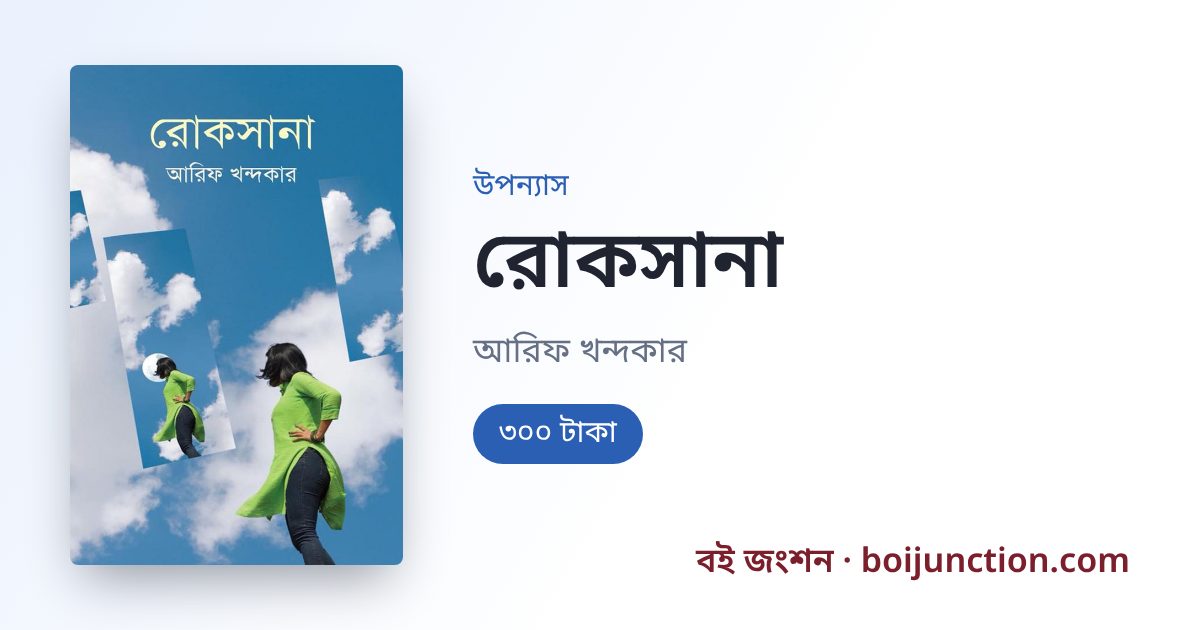 রোকসানা
আরিফ খন্দকার
উপন্যাস
রোকসানা
আরিফ খন্দকার
৩০০ টাকা
বই জংশন · boijunction.com